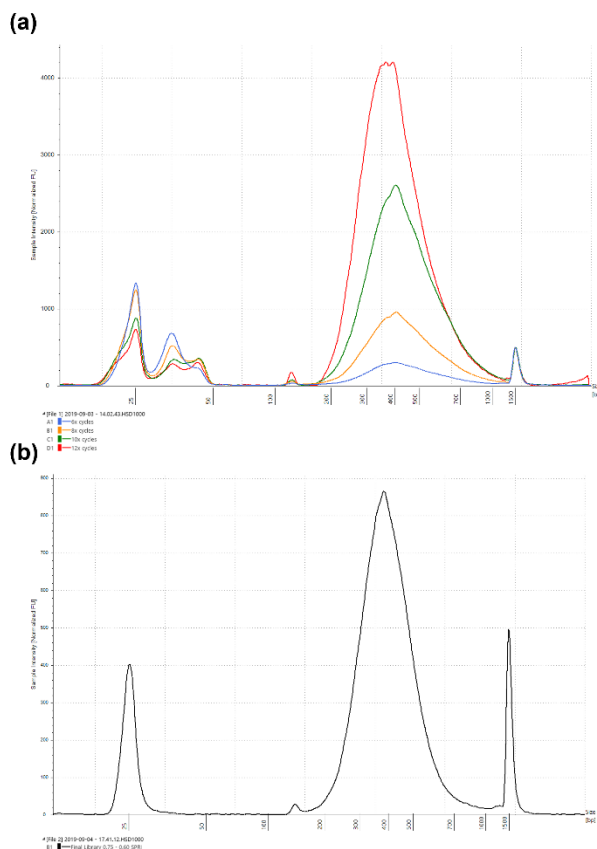 (a)
4000
3000
2000
1000
0
Sample Intensity [Normalized FU]
25
50
100
200
300
400
500
700
1000
1500
[File 1] 2019-09-03 - 14.02.43.HSD1000
A1 6x cycles
B1 8x cycles
C1 10x cycles
D1 12x cycles
(b)
900
800
700
600
500
400
300
200
100
0
Sample Intensity [Normalized FU]
25
50
100
200
300
400
500
700
1000
1500
Size
[bp]
[File 2] 2019-09-04 - 17.41.12.HSD1000
B1 Final Library 0.75 - 0.60 SPRI